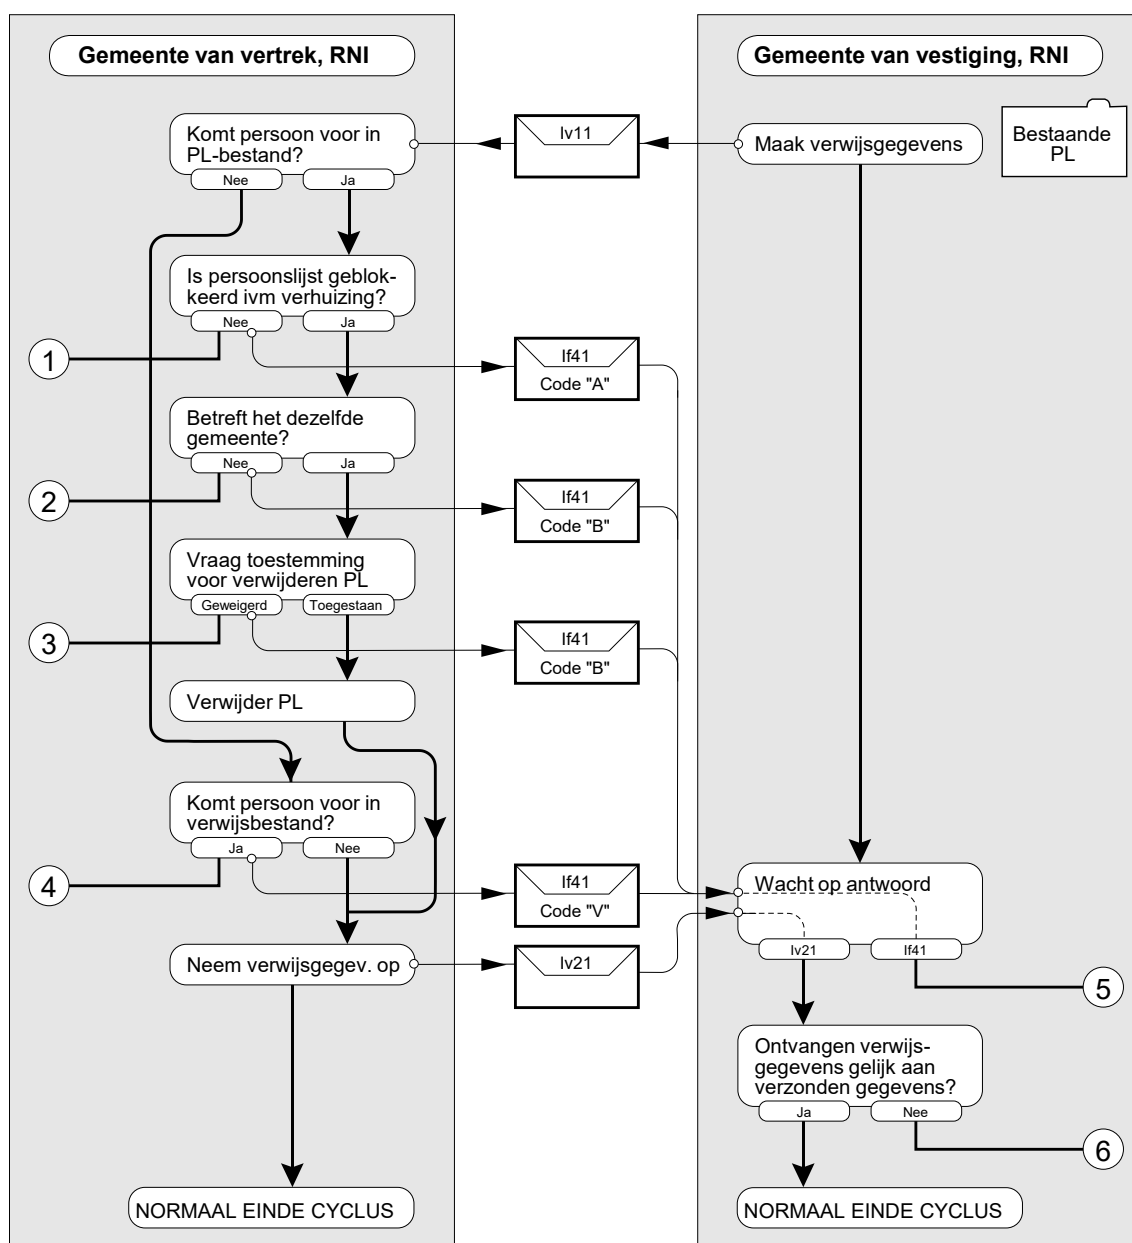 Gemeente van vertrek, RNI
Komt persoon voor in
PL-bestand?
Nee
Ja
Is persoonslijst geblok-
keerd ivm verhuizing?
Nee
Ja
1
Betreft het dezelfde
gemeente?
Nee
Ja
2
Vraag toestemming
voor verwijderen PL
Geweigerd
Toegestaan
3
Verwijder PL
Komt persoon voor in
verwijsbestand?
Ja
Nee
4
Neem verwijsgegev. op
NORMAAL EINDE CYCLUS
Iv11
If41
Code "A"
If41
Code "B"
If41
Code "B"
If41
Code "V"
Iv21
Gemeente van vestiging, RNI
Maak verwijsgegevens
Bestaande
PL
Wacht op antwoord
Iv21
If41
5
Ontvangen verwijs-
gegevens gelijk aan
verzonden gegevens?
Ja
Nee
6
NORMAAL EINDE CYCLUS